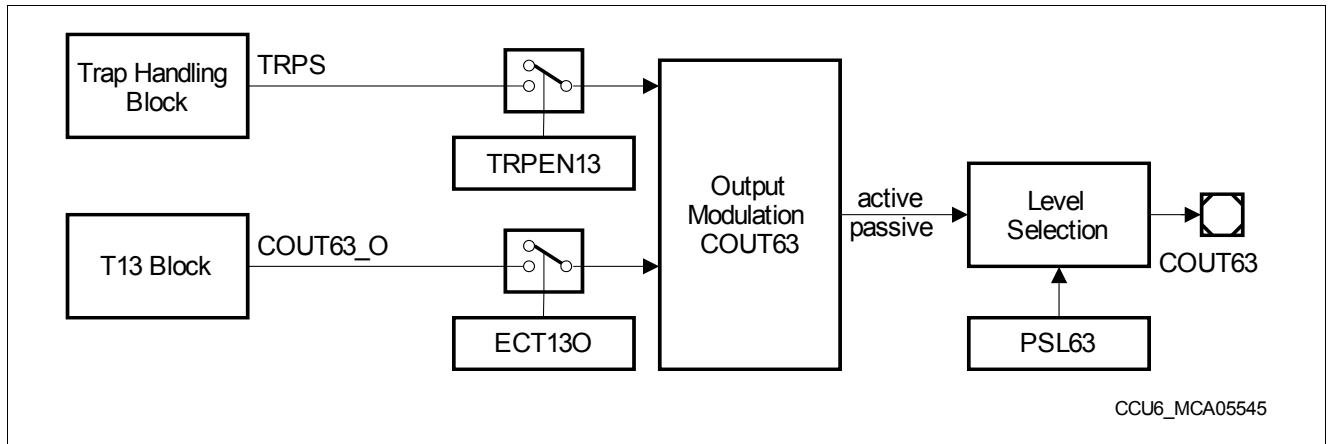 Trap Handling
Block
TRPS
TRPEN13
T13 Block
COUT63_O
ECT13O
Output
Modulation
COUT63
active
passive
Level
Selection
COUT63
PSL63
CCU6_MCA05545